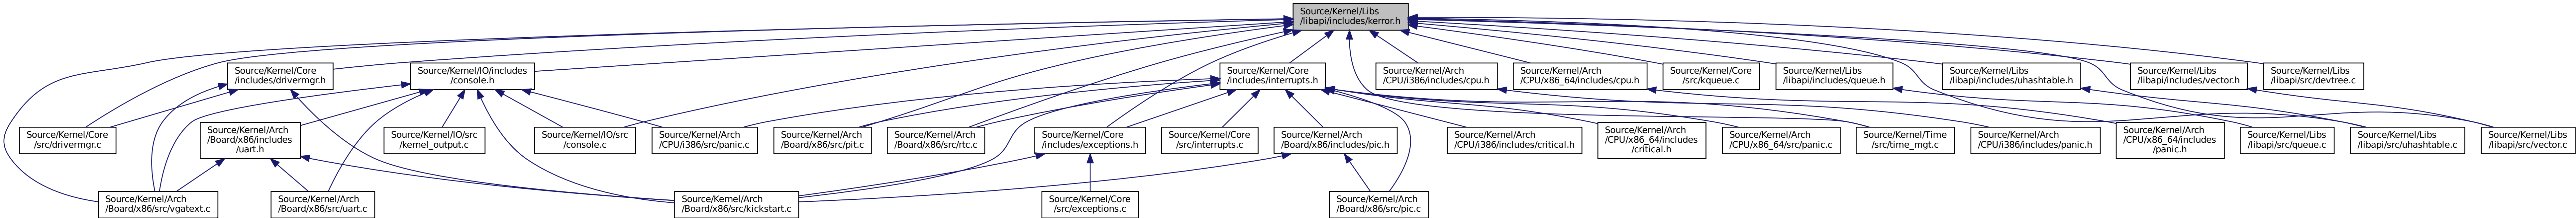 Source/Kernel/Libs
/libapi/includes/kerror.h
Source/Kernel/Core
/includes/drivermgr.h
Source/Kernel/IO/includes
/console.h
Source/Kernel/Core
/includes/interrupts.h
Source/Kernel/Arch
/CPU/i386/includes/cpu.h
Source/Kernel/Arch
/CPU/x86_64/includes/cpu.h
Source/Kernel/Core
/src/kqueue.c
Source/Kernel/Libs
/libapi/includes/queue.h
Source/Kernel/Libs
/libapi/includes/uhashtable.h
Source/Kernel/Libs
/libapi/includes/vector.h
Source/Kernel/Libs
/libapi/src/devtree.c
Source/Kernel/Core
/src/drivermgr.c
Source/Kernel/Arch
/Board/x86/includes
/uart.h
Source/Kernel/IO/src
/kernel_output.c
Source/Kernel/IO/src
/console.c
Source/Kernel/Arch
/CPU/i386/src/panic.c
Source/Kernel/Arch
/Board/x86/src/pit.c
Source/Kernel/Arch
/Board/x86/src/rtc.c
Source/Kernel/Core
/includes/exceptions.h
Source/Kernel/Core
/src/interrupts.c
Source/Kernel/Arch
/Board/x86/includes/pic.h
Source/Kernel/Arch
/CPU/i386/includes/critical.h
Source/Kernel/Arch
/CPU/x86_64/includes
/critical.h
Source/Kernel/Arch
/CPU/x86_64/src/panic.c
Source/Kernel/Time
/src/time_mgt.c
Source/Kernel/Arch
/CPU/i386/includes/panic.h
Source/Kernel/Arch
/CPU/x86_64/includes
/panic.h
Source/Kernel/Libs
/libapi/src/queue.c
Source/Kernel/Libs
/libapi/src/uhashtable.c
Source/Kernel/Libs
/libapi/src/vector.c
Source/Kernel/Arch
/Board/x86/src/vgatext.c
Source/Kernel/Arch
/Board/x86/src/uart.c
Source/Kernel/Arch
/Board/x86/src/kickstart.c
Source/Kernel/Core
/src/exceptions.c
Source/Kernel/Arch
/Board/x86/src/pic.c